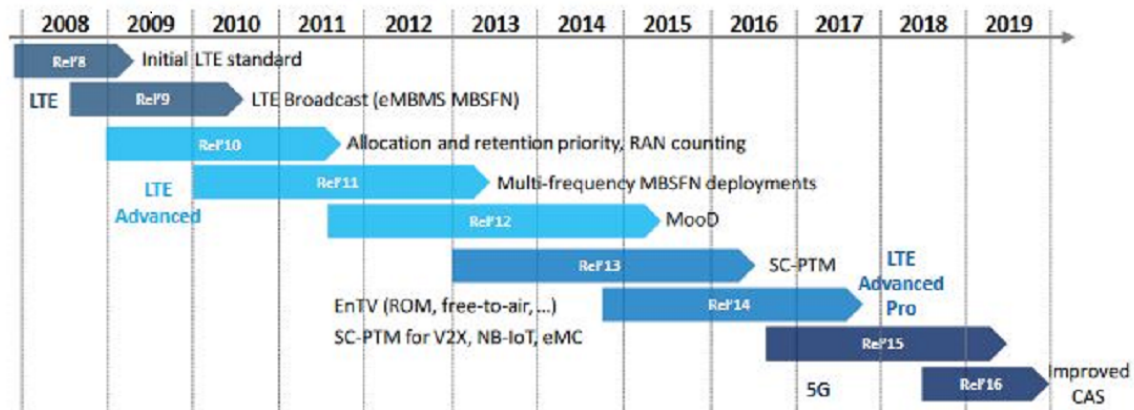 2008 2009 2010 2011 2012 2013 2014 2015 2016 2017 2018 2019
Rel'8 Initial LTE standard
LTE Rel'9 LTE Broadcast (eMBMS MBSFN)
Rel'10 Allocation and retention priority, RAN counting
Rel'11 Multi-frequency MBSFN deployments
LTE
Advanced
Rel'12 MooD
Rel'13 SC-PTM
LTE
Advanced
Pro
EnTV (ROM, free-to-air, ...) Rel'14
SC-PTM for V2X, NB-IoT, eMC Rel'15
5G Rel'16 Improved
CAS